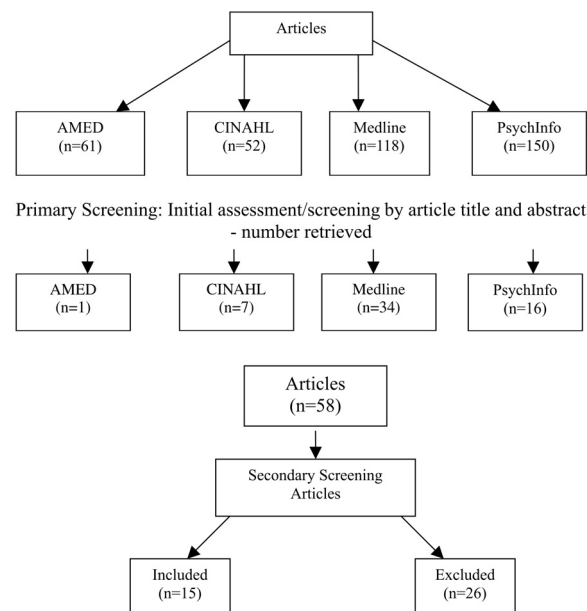 Articles
AMED
(n=61)
CINAHL
(n=52)
Medline
(n=118)
PsychInfo
(n=150)
Primary Screening: Initial assessment/screening by article title and abstract
- number retrieved
AMED
(n=1)
CINAHL
(n=7)
Medline
(n=34)
PsychInfo
(n=16)
Articles
(n=58)
Secondary Screening
Articles
Included
(n=15)
Excluded
(n=26)